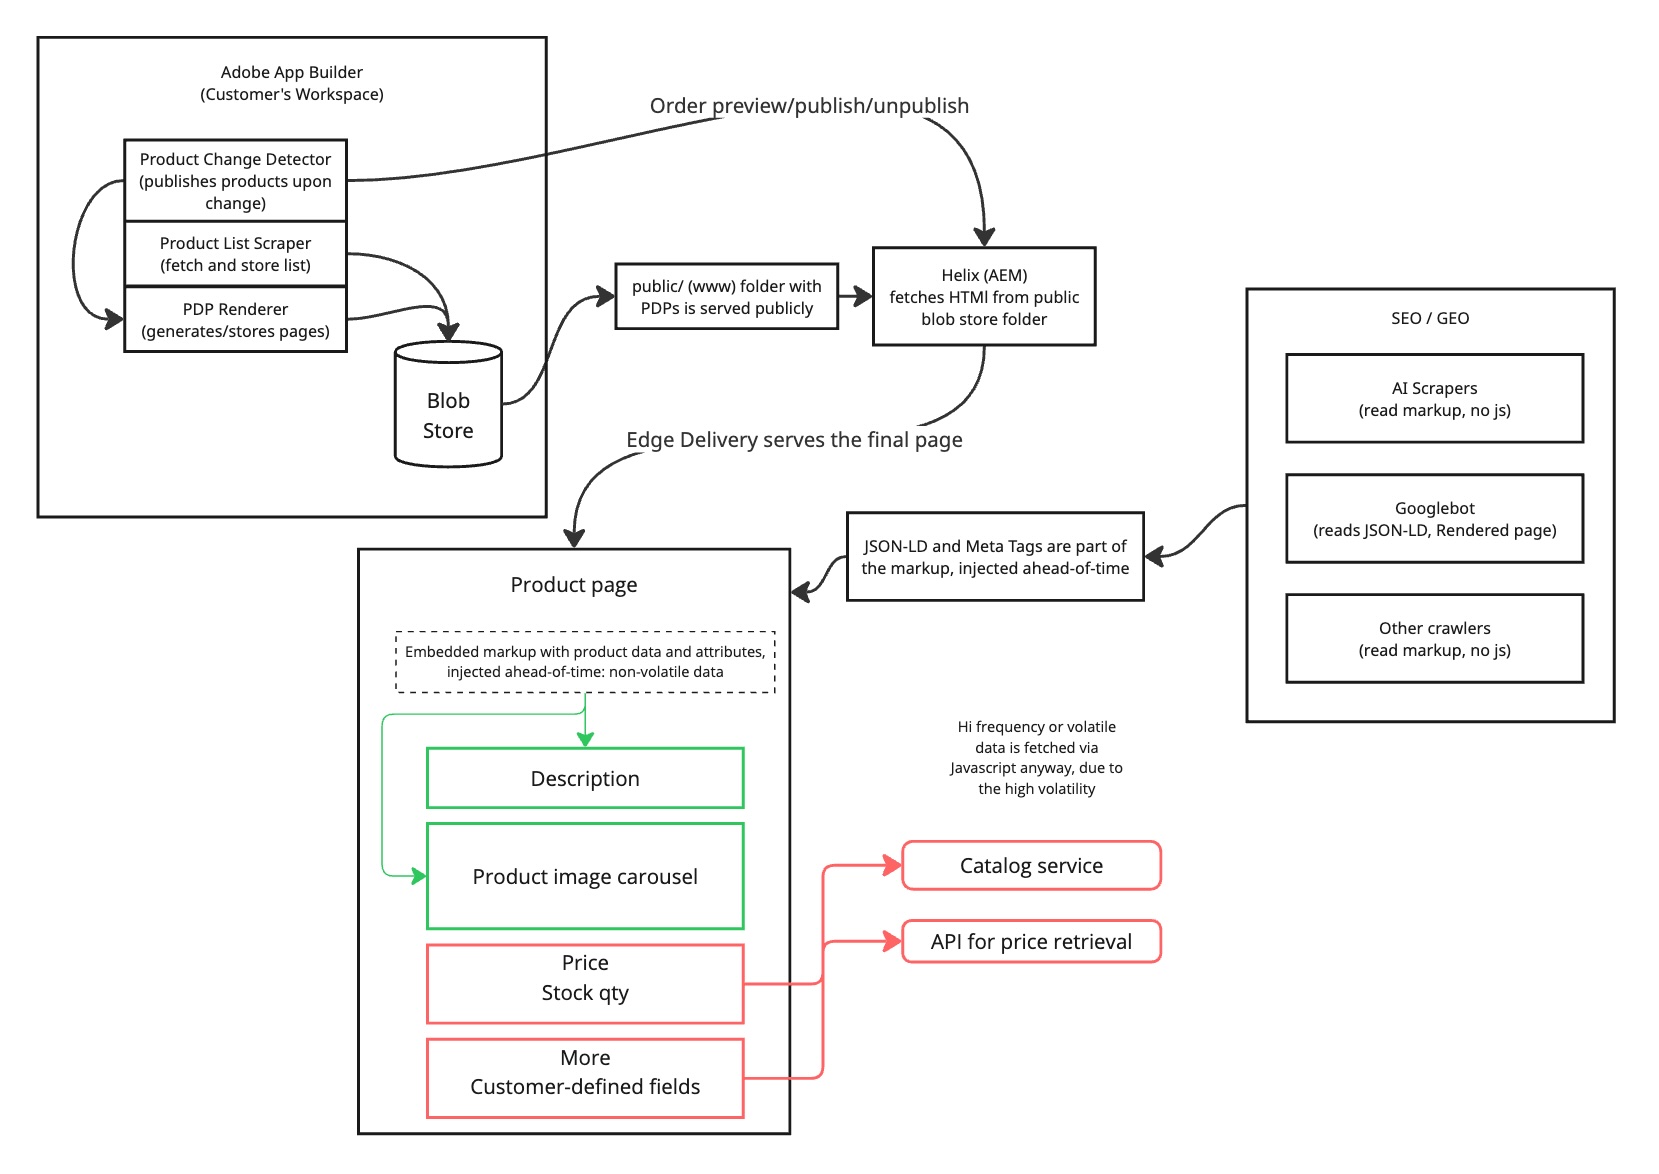 Adobe App Builder
(Customer's Workspace)
Product Change Detector
(publishes products upon
change)
Product List Scraper
(fetch and store list)
PDP Renderer
(generates/stores pages)
Blob
Store
Order preview/publish/unpublish
public/ (www) folder with
PDPs is served publicly
Helix (AEM)
fetches HTMl from public
blob store folder
Edge Delivery serves the final page
SEO / GEO
AI Scrapers
(read markup, no js)
Googlebot
(reads JSON-LD, Rendered page)
Other crawlers
(read markup, no js)
JSON-LD and Meta Tags are part of
the markup, injected ahead-of-time
Product page
Embedded markup with product data and attributes,
injected ahead-of-time: non-volatile data
Description
Product image carousel
Price
Stock qty
More
Customer-defined fields
Hi frequency or volatile
data is fetched via
Javascript anyway, due to
the high volatility
Catalog service
API for price retrieval